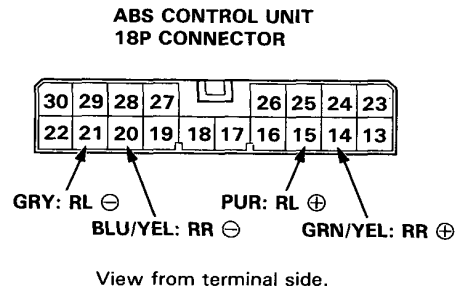 ABS CONTROL UNIT
18P CONNECTOR
30 29 28 27 26 25 24 23
22 21 20 19 18 17 16 15 14 13
GRY: RL ⊖ PUR: RL ⊕
BLU/YEL: RR ⊖ GRN/YEL: RR ⊕
View from terminal side.